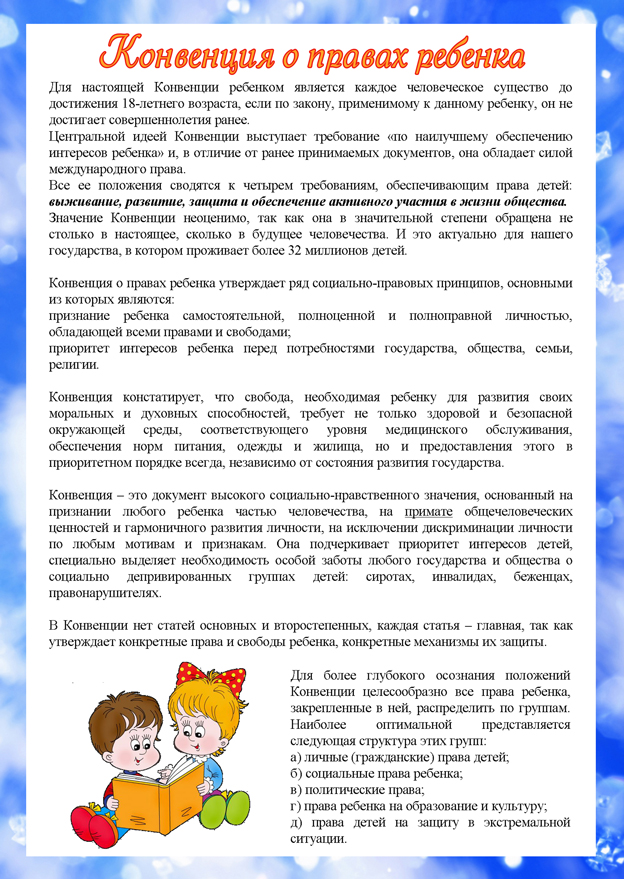 Конвенция о правах ребенка
Для настоящей Конвенции ребенком является каждое человеческое существо до
достижения 18-летнего возраста, если по закону, применимому к данному ребенку, он не
достигает совершеннолетия ранее.
Центральной идеей Конвенции выступает требование «по наилучшему обеспечению
интересов ребенка» и, в отличие от ранее принимаемых документов, она обладает силой
международного права.
Все ее положения сводятся к четырем требованиям, обеспечивающим права детей:
выживание, развитие, защита и обеспечение активного участия в жизни общества.
Значение Конвенции неоценимо, так как она в значительной степени обращена не
столько в настоящее, сколько в будущее человечества. И это актуально для нашего
государства, в котором проживает более 32 миллионов детей.
Конвенция о правах ребенка утверждает ряд социально-правовых принципов, основными
из которых являются:
признание ребенка самостоятельной, полноценной и полноправной личностью,
обладающей всеми правами и свободами;
приоритет интересов ребенка перед потребностями государства, общества, семьи,
религии.
Конвенция констатирует, что свобода, необходимая ребенку для развития своих
моральных и духовных способностей, требует не только здоровой и безопасной
окружающей среды, соответствующего уровня медицинского обслуживания,
обеспечения норм питания, одежды и жилища, но и предоставления этого в
приоритетном порядке всегда, независимо от состояния развития государства.
Конвенция – это документ высокого социально-нравственного значения, основанный на
признании любого ребенка частью человечества, на примате общечеловеческих
ценностей и гармоничного развития личности, на исключении дискриминации личности
по любым мотивам и признакам. Она подчеркивает приоритет интересов детей,
специально выделяет необходимость особой заботы любого государства и общества о
социально депривированных группах детей: сиротах, инвалидах, беженцах,
правонарушителях.
В Конвенции нет статей основных и второстепенных, каждая статья – главная, так как
утверждает конкретные права и свободы ребенка, конкретные механизмы их защиты.
Для более глубокого осознания положений
Конвенции целесообразно все права ребенка,
закрепленные в ней, распределить по группам.
Наиболее оптимальной представляется
следующая структура этих групп:
а) личные (гражданские) права детей;
б) социальные права ребенка;
в) политические права;
г) права ребенка на образование и культуру;
д) права детей на защиту в экстремальной
ситуации.